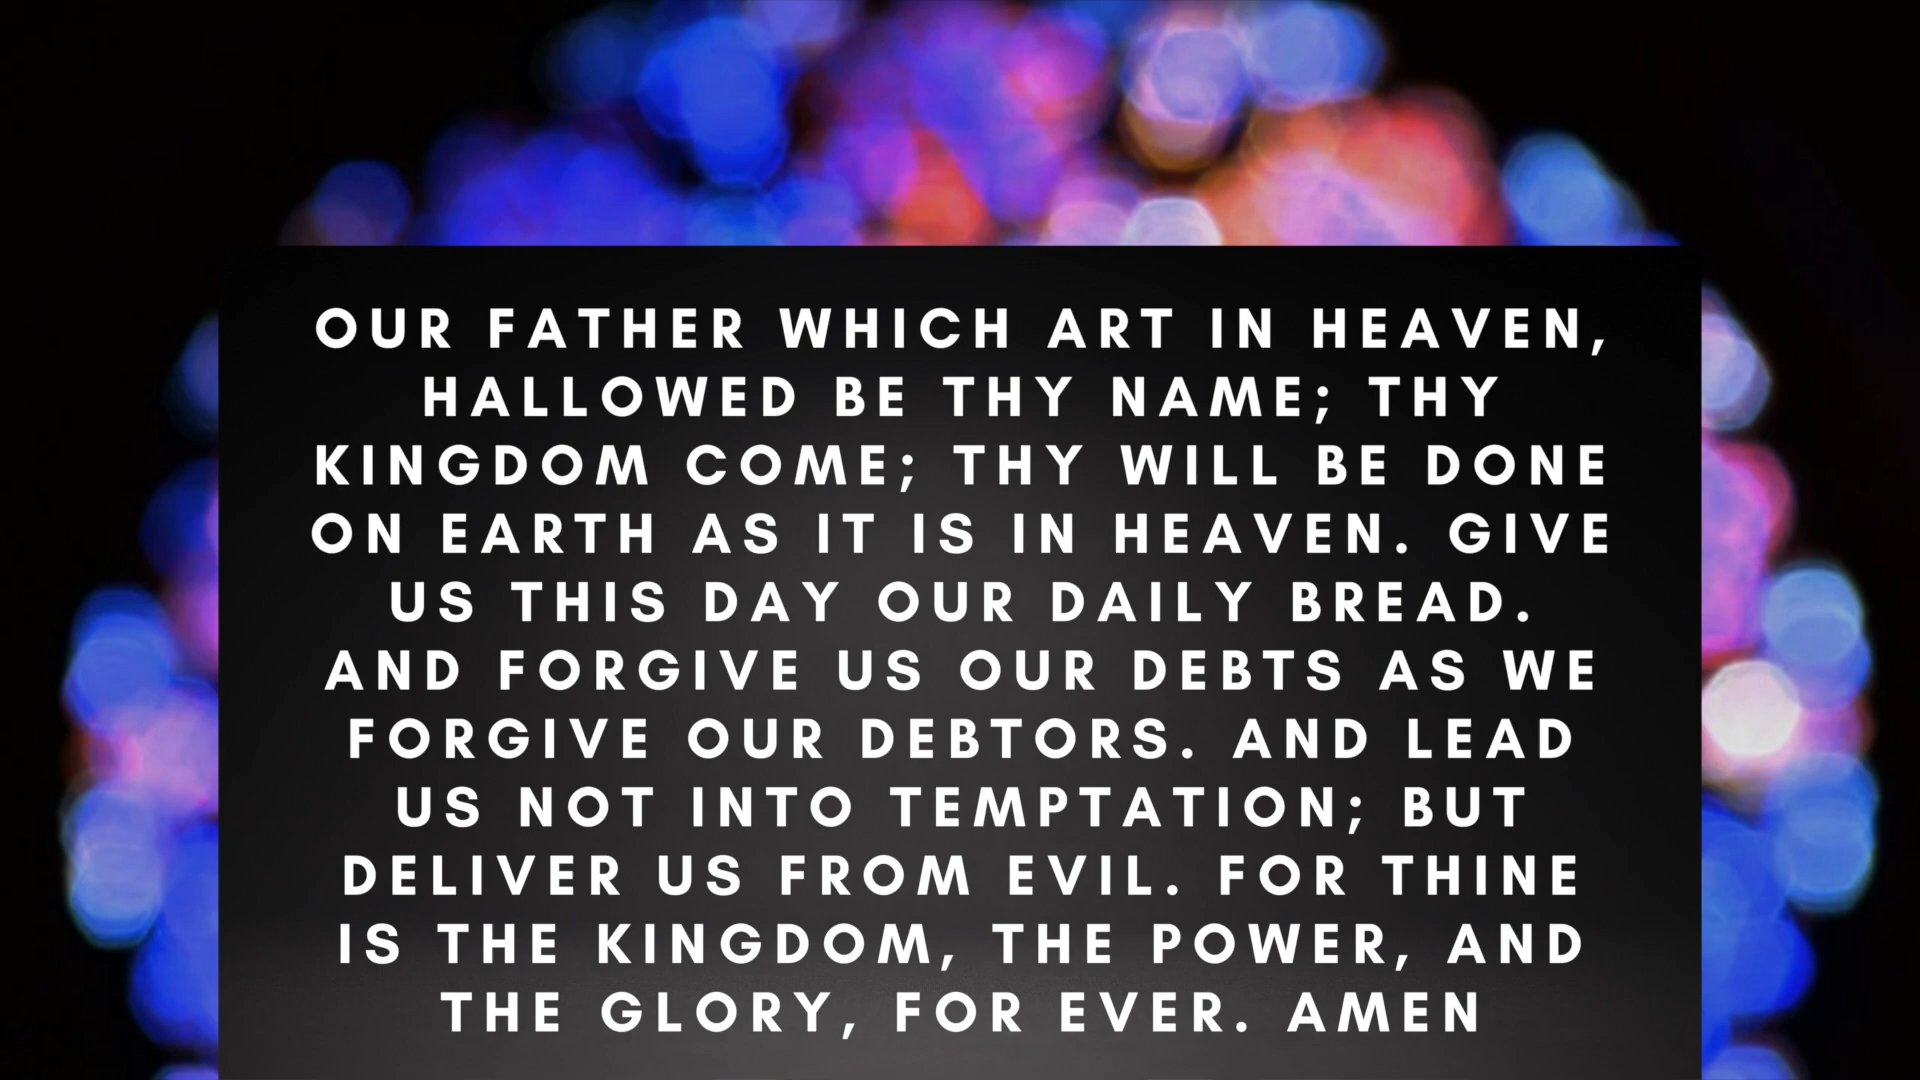 OUR FATHER WHICH ART IN HEAVEN,
HALLOWED BE THY NAME; THY
KINGDOM COME; THY WILL BE DONE
ON EARTH AS IT IS IN HEAVEN. GIVE
US THIS DAY OUR DAILY BREAD.
AND FORGIVE US OUR DEBTS AS WE
FORGIVE OUR DEBTORS. AND LEAD
US NOT INTO TEMPTATION; BUT
DELIVER US FROM EVIL. FOR THINE
IS THE KINGDOM, THE POWER, AND
THE GLORY, FOR EVER. AMEN